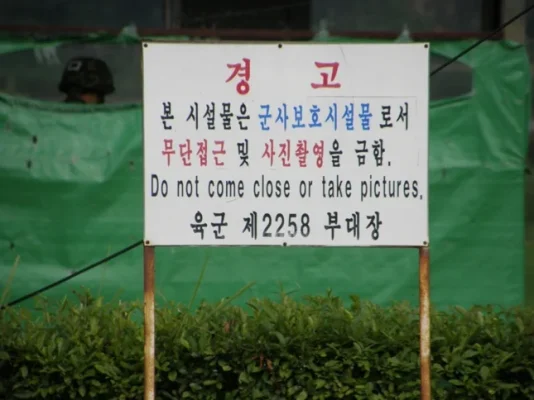 경 고
본 시설물은 군사보호시설물 로서
무단접근 및 사진촬영을 금함.
Do not come close or take pictures.
육군 제2258 부대장